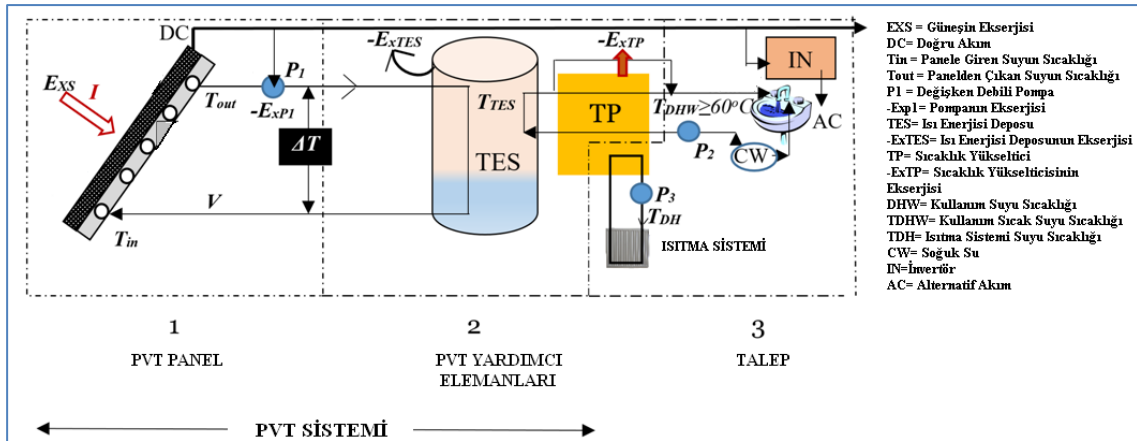 DC
EXS
I
Tout
P1
-ExP1
ΔT
V
Tin
-ExTES
TTES
TES
-ExTP
TP
TDHW≥60°C
P2
CW
IN
AC
P3
TDH
ISITMA SİSTEMİ
1
PVT PANEL
2
PVT YARDIMCI
ELEMANLARI
3
TALEP
PVT SİSTEMİ
EXS = Güneşin Ekserjisi
DC= Doğru Akım
Tin = Panele Giren Suyun Sıcaklığı
Tout = Panelden Çıkan Suyun Sıcaklığı
P1 = Değişken Debili Pompa
-Exp1 = Pompanın Ekserjisi
TES= Isı Enerjisi Deposu
-ExTES= Isı Enerjisi Deposunun Ekserjisi
TP= Sıcaklık Yükseltici
-ExTP= Sıcaklık Yükselticisinin
Ekserjisi
DHW= Kullanım Suyu Sıcaklığı
TDHW= Kullanım Sıcak Suyu Sıcaklığı
TDH= Isıtma Sistemi Suyu Sıcaklığı
CW= Soğuk Su
IN=İnvertör
AC= Alternatif Akım